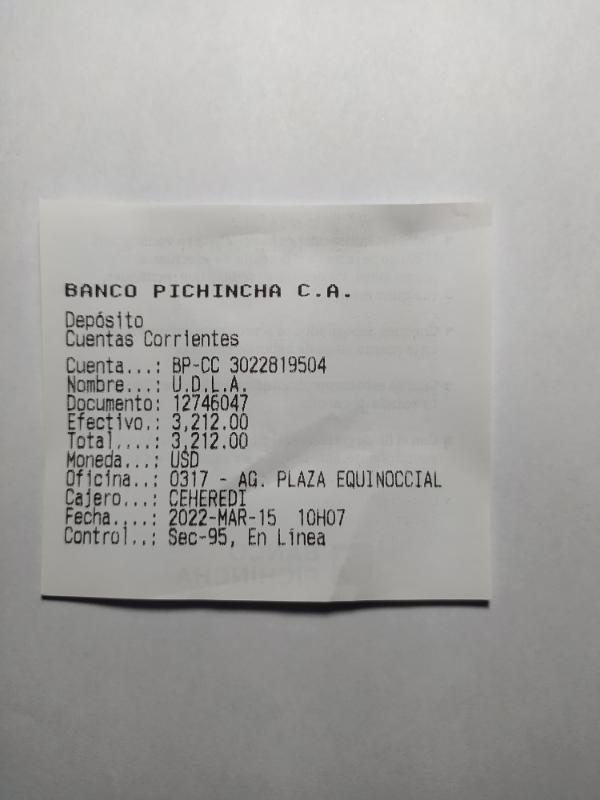 BANCO PICHINCHA C.A.
Depósito
Cuentas Corrientes
Cuenta...: BP-CC 3022819504
Nombre...: U.D.L.A.
Documento: 12746047
Efectivo.: 3,212.00
Total....: 3,212.00
Moneda...: USD
Oficina..: 0317 - AG. PLAZA EQUINOCCIAL
Cajero...: CEHEREDI
Fecha....: 2022-MAR-15 10H07
Control..: Sec-95, En Línea